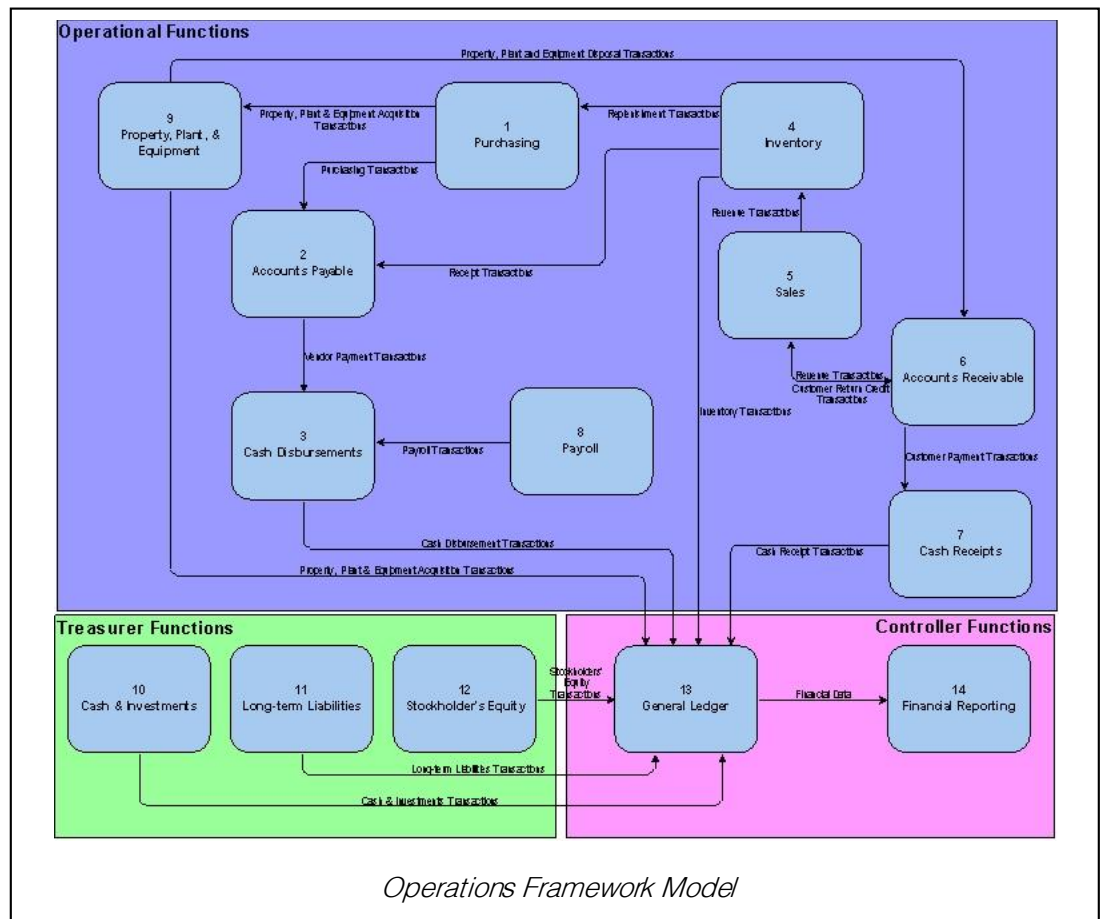 Operational Functions
Property, Plant and Equipment Disposal Transactions
9
Property, Plant, &
Equipment
Property, Plant & Equipment Acquisition
Transactions
1
Purchasing
Replenisment Transactions
4
Inventory
Purchasing Transactions
Revenue Transactions
2
Accounts Payable
Receipt Transactions
5
Sales
6
Accounts Receivable
Vendor Payment Transactions
Revenue Transactions,
Customer Return Credit
Transactions
3
Cash Disbursements
Payroll Transactions
8
Payroll
Inventory Transactions
Customer Payment Transactions
7
Cash Receipts
Cash Disbursement Transactions
Cash Receipt Transactions
Property, Plant & Equipment Acquisition Transactions
Treasurer Functions
Controller Functions
10
Cash & Investments
11
Long-term Liabilities
12
Stockholder's Equity
Stockholders'
Equity
Transactions
13
General Ledger
Financial Data
14
Financial Reporting
Long-term Liabilities Transactions
Cash & Investments Transactions
Operations Framework Model